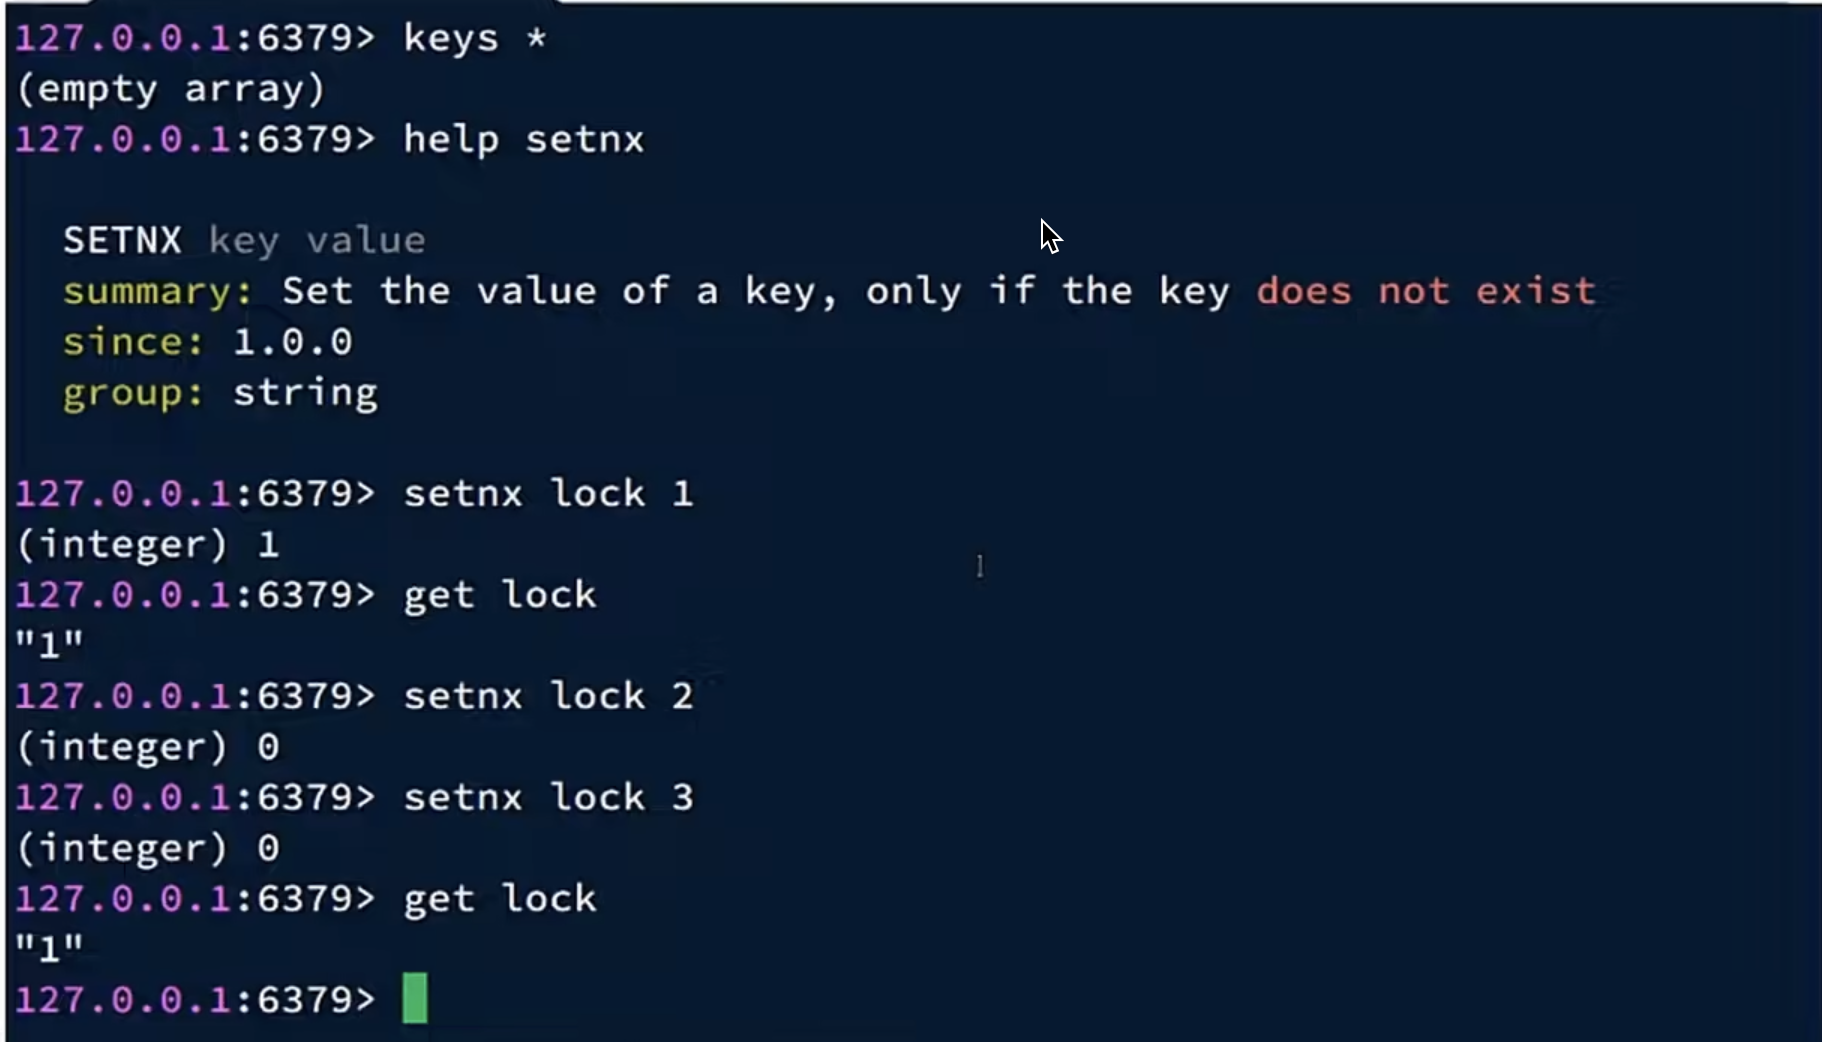 127.0.0.1:6379> keys *
(empty array)
127.0.0.1:6379> help setnx
SETNX key value
summary: Set the value of a key, only if the key does not exist
since: 1.0.0
group: string
127.0.0.1:6379> setnx lock 1
(integer) 1
127.0.0.1:6379> get lock
"1"
127.0.0.1:6379> setnx lock 2
(integer) 0
127.0.0.1:6379> setnx lock 3
(integer) 0
127.0.0.1:6379> get lock
"1"
127.0.0.1:6379>